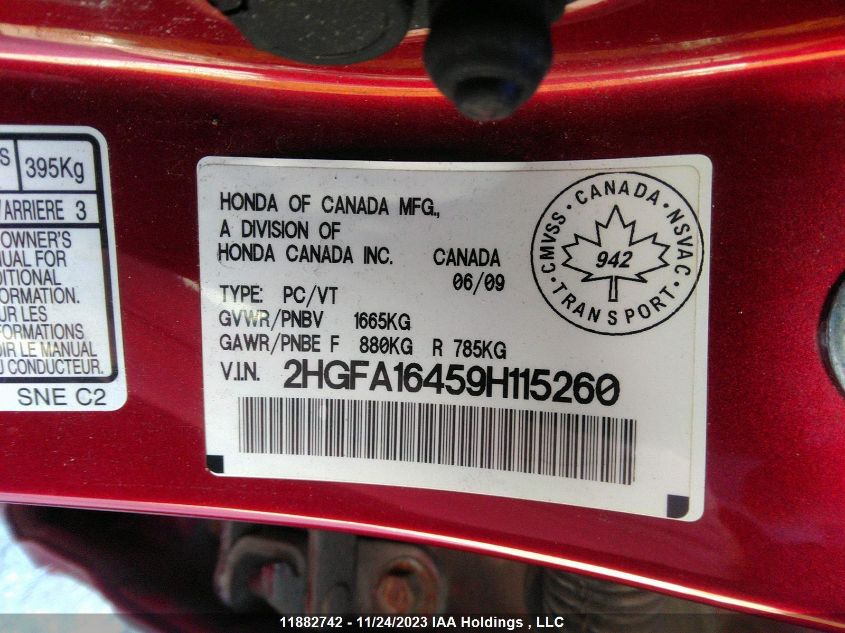 S 395Kg
ARRIERE 3
OWNER'S
UAL FOR
DITIONAL
FORMATION.
UR LES
FORMATIONS
IR LE MANUAL
U CONDUCTEUR.
SNE C2
HONDA OF CANADA MFG.,
A DIVISION OF
HONDA CANADA INC. CANADA
06/09
TYPE: PC/VT
GVWR/PNBV 1665KG
GAWR/PNBE F 880KG R 785KG
V.I.N. 2HGFA16459H115260
CMVSS · CANADA · NSVAC · TRANSPORT ·
942
11882742 - 11/24/2023 IAA Holdings , LLC